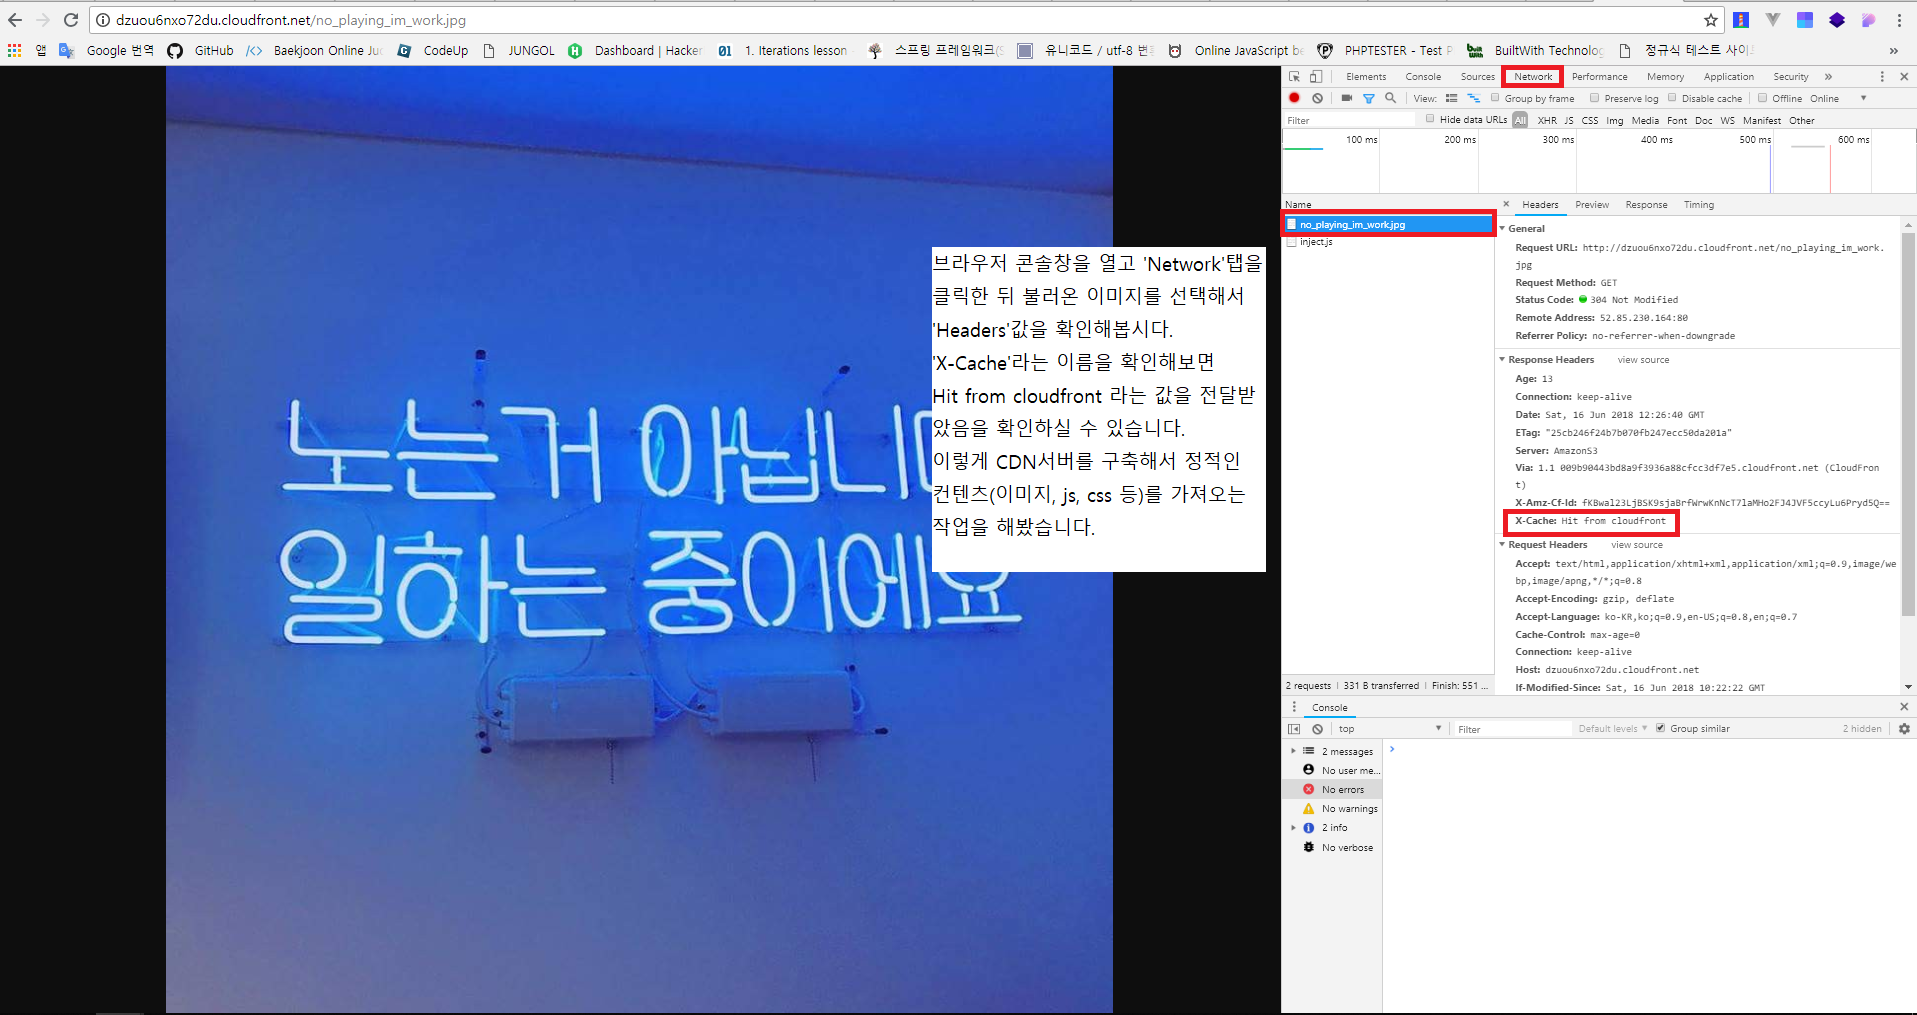 dzuou6nxo72du.cloudfront.net/no_playing_im_work.jpg
앱 Google 번역 GitHub Baekjoon Online CodeUp JUNGOL Dashboard | Hacker 1. Iterations lesson 스프링 프레임워크( 유니코드 / utf-8 Online JavaScript PHPTESTER - Test BuiltWith 정규식 테스트
노는거 아닙니
일하는 중이에요
브라우저 콘솔창을 열고 'Network'탭을
클릭한 뒤 불러온 이미지를 선택해서
'Headers'값을 확인해봅시다.
'X-Cache'라는 이름을 확인해보면
Hit from cloudfront 라는 값을 전달받
았음을 확인하실 수 있습니다.
이렇게 CDN서버를 구축해서 정적인
컨텐츠(이미지, js, css 등)를 가져오는
작업을 해봤습니다.
Elements Console Sources Network Performance Memory Application Security
View: Group by frame Preserve log Disable cache Offline Online
Filter Hide data URLs All XHR JS CSS Img Media Font Doc WS Manifest Other
100 ms 200 ms 300 ms 400 ms 500 ms 600 ms
Name
no_playing_im_work.jpg
inject.js
2 requests | 331 B transferred | Finish: 551 ...
Headers Preview Response Timing
General
Request URL: http://dzuou6nxo72du.cloudfront.net/no_playing_im_work.
jpg
Request Method: GET
Status Code: 304 Not Modified
Remote Address: 52.85.230.164:80
Referrer Policy: no-referrer-when-downgrade
Response Headers view source
Age: 13
Connection: keep-alive
Date: Sat, 16 Jun 2018 12:26:40 GMT
ETag: "25cb246f24b7b070fb247ecc50da201a"
Server: AmazonS3
Via: 1.1 009b90443bd8a9f3936a88cfcc3df7e5.cloudfront.net (CloudFron
t)
X-Amz-Cf-Id:
X-Cache: Hit from cloudfront
Request Headers view source
Accept: text/html,application/xhtml+xml,application/xml;q=0.9,image/we
bp,image/apng,*/*;q=0.8
Accept-Encoding: gzip, deflate
Accept-Language: ko-KR,ko;q=0.9,en-US;q=0.8,en;q=0.7
Cache-Control: max-age=0
Connection: keep-alive
Host: dzuou6nxo72du.cloudfront.net
If-Modified-Since: Sat, 16 Jun 2018 10:22:22 GMT
Console
top Filter Default levels Group similar 2 hidden
2 messages
No user me...
No errors
No warnings
2 info
No verbose